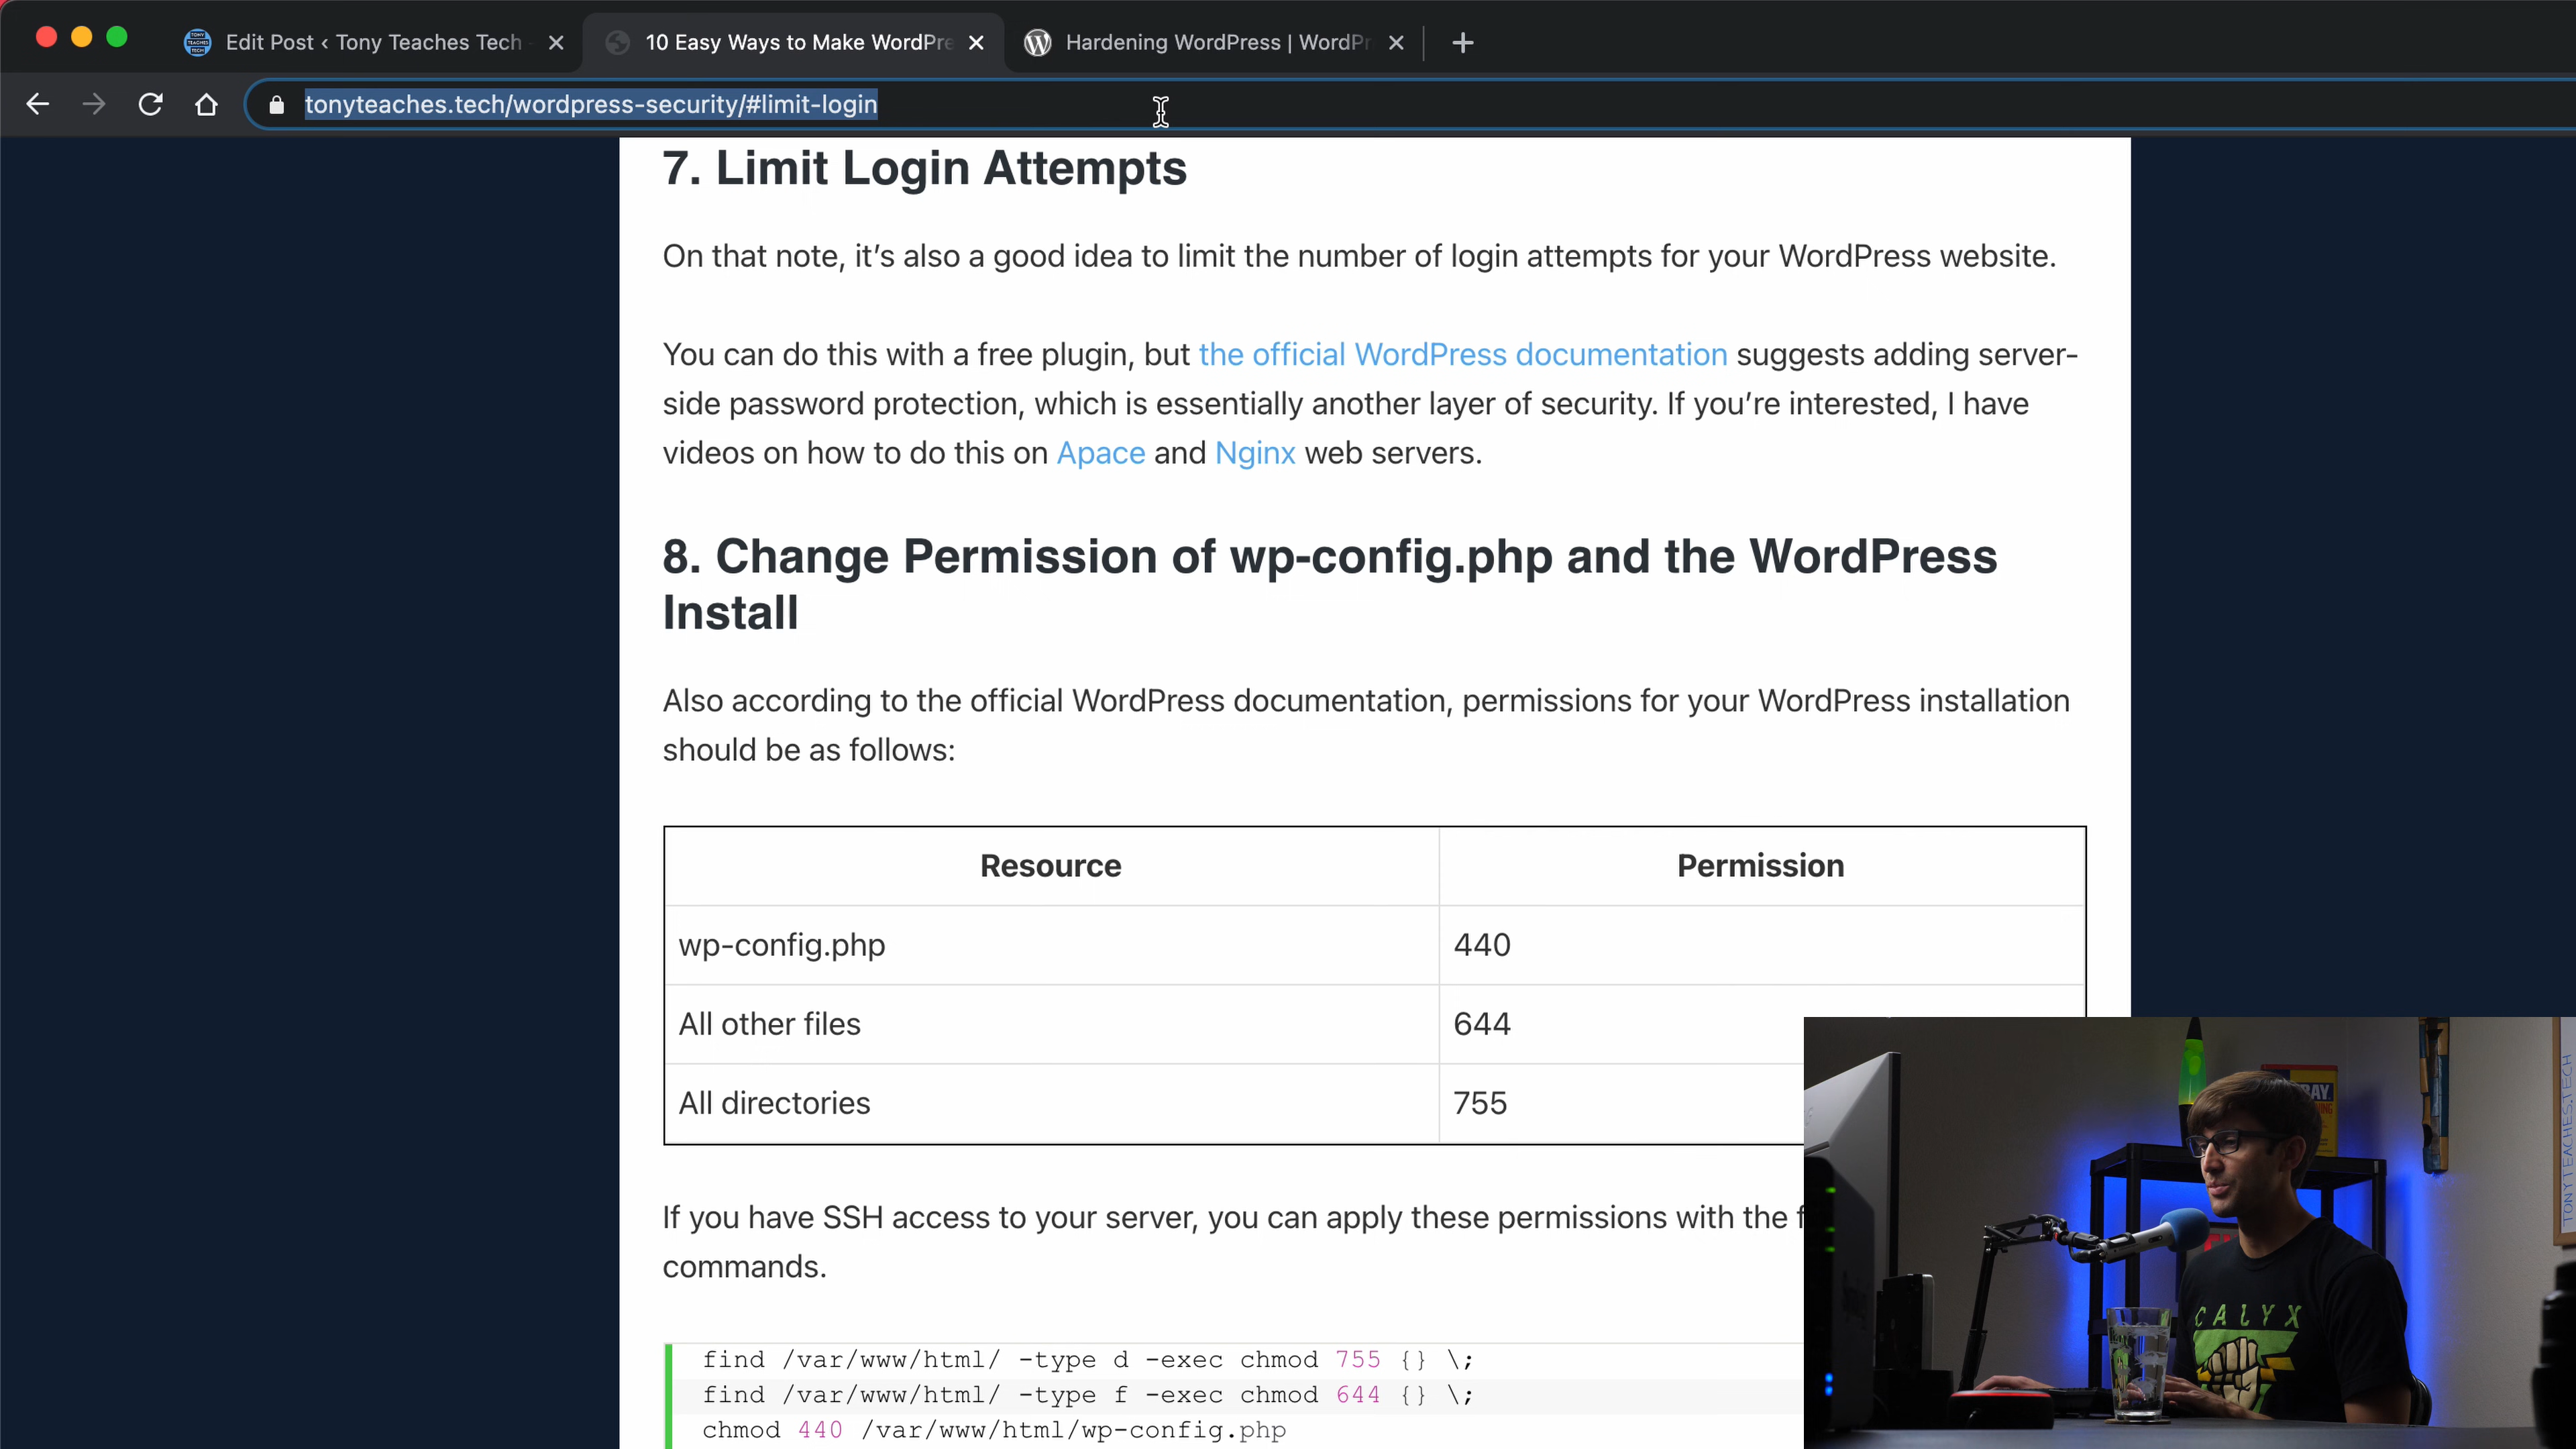 Edit Post ‹ Tony Teaches Tech
10 Easy Ways to Make WordPre
Hardening WordPress | WordPr
tonyteaches.tech/wordpress-security/#limit-login
7. Limit Login Attempts
On that note, it’s also a good idea to limit the number of login attempts for your WordPress website.
You can do this with a free plugin, but the official WordPress documentation suggests adding server-
side password protection, which is essentially another layer of security. If you’re interested, I have
videos on how to do this on Apace and Nginx web servers.
8. Change Permission of wp-config.php and the WordPress
Install
Also according to the official WordPress documentation, permissions for your WordPress installation
should be as follows:
Resource Permission
wp-config.php 440
All other files 644
All directories 755
If you have SSH access to your server, you can apply these permissions with the f
commands.
find /var/www/html/ -type d -exec chmod 755 {} \;
find /var/www/html/ -type f -exec chmod 644 {} \;
chmod 440 /var/www/html/wp-config.php
TONYTEACHES.TECH
CALYX